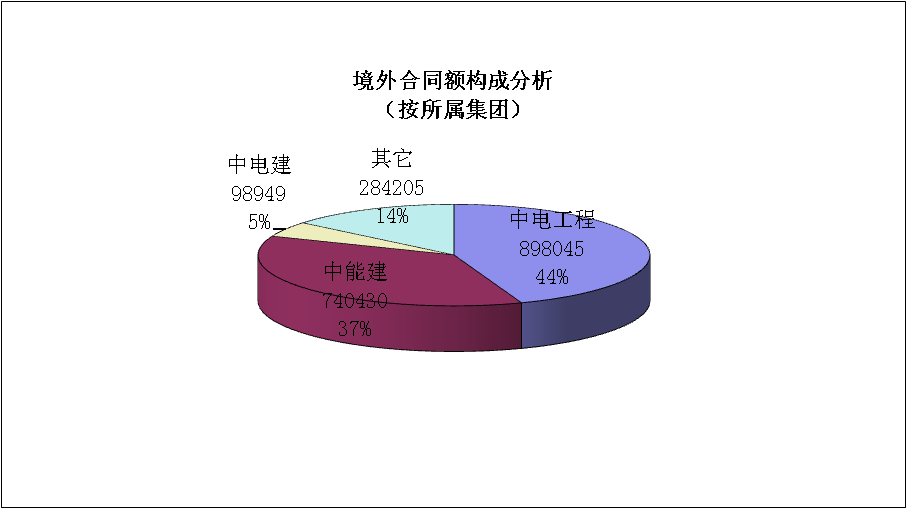 境外合同额构成分析
（按所属集团）
中电建
98949
5%
其它
284205
14%
中电工程
898045
44%
中能建
740430
37%